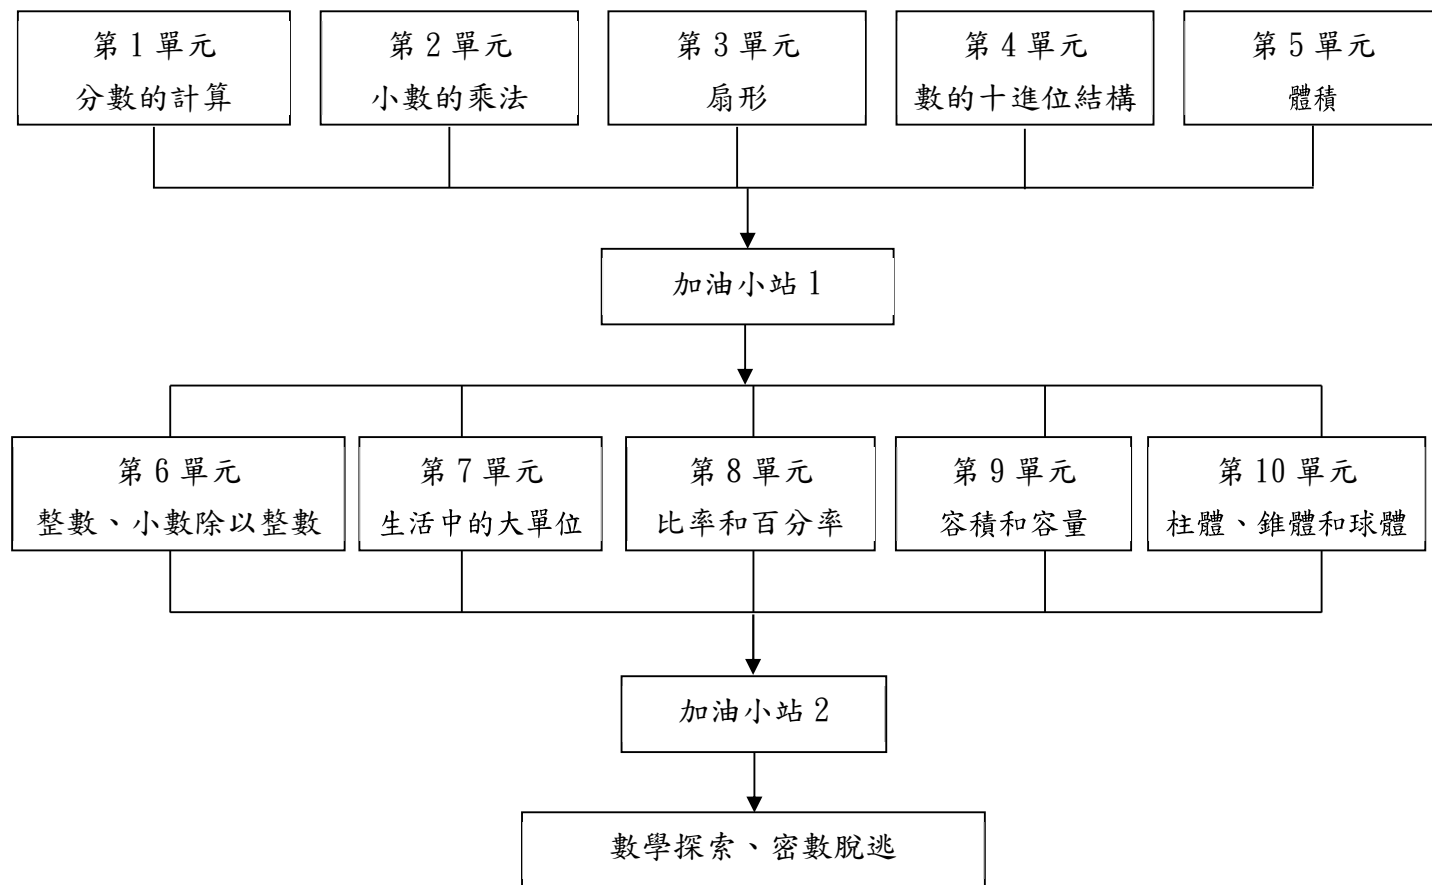 第 1 單元
分數的計算
第 2 單元
小數的乘法
第 3 單元
扇形
第 4 單元
數的十進位結構
第 5 單元
體積
加油小站 1
第 6 單元
整數、小數除以整數
第 7 單元
生活中的大單位
第 8 單元
比率和百分率
第 9 單元
容積和容量
第 10 單元
柱體、錐體和球體
加油小站 2
數學探索、密數脫逃